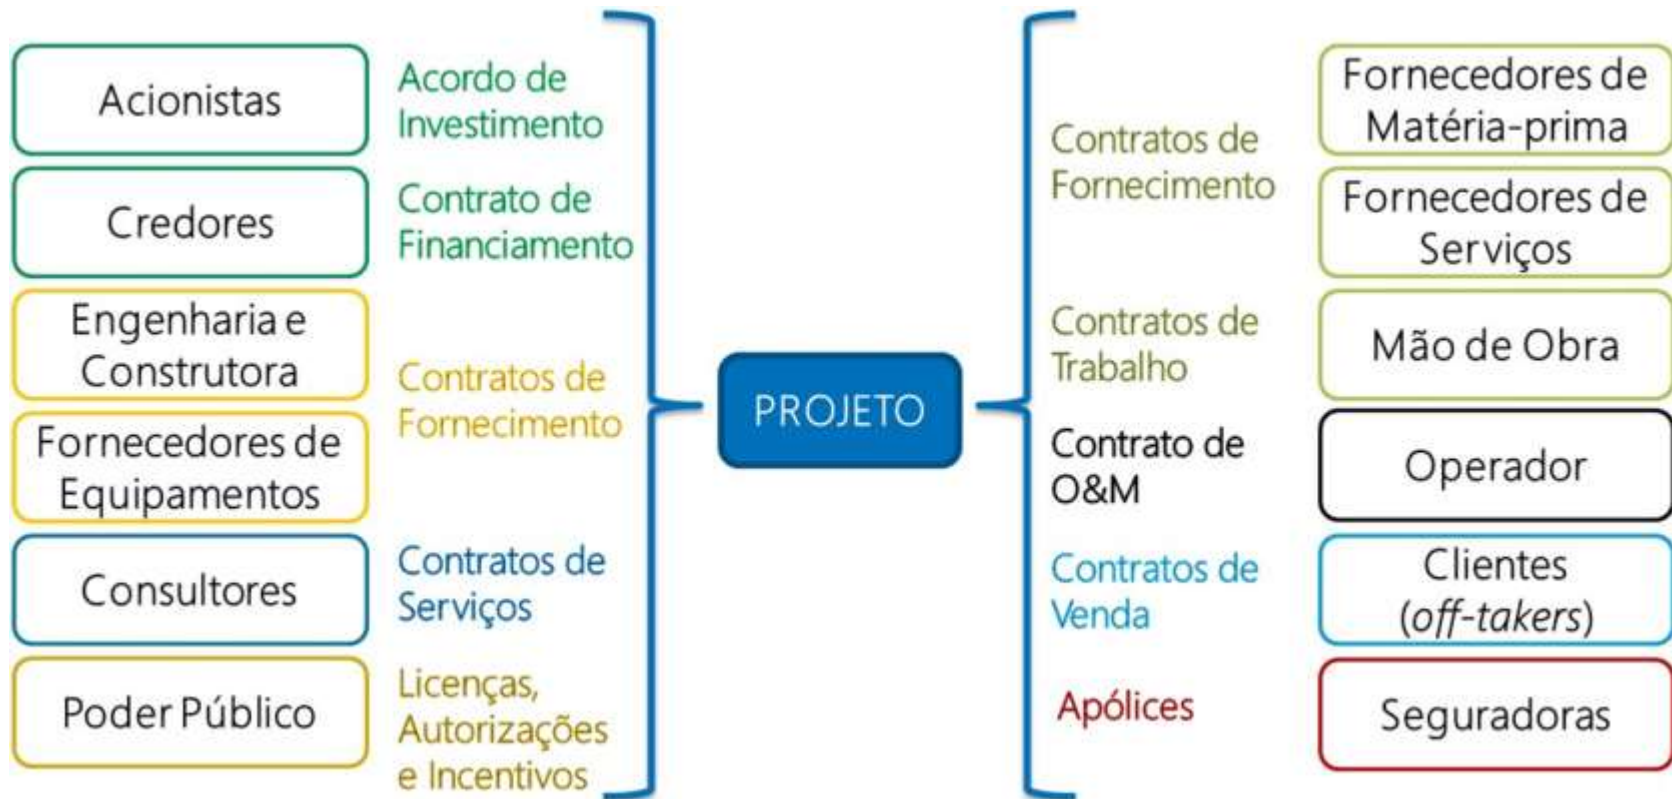 Acionistas
Acordo de
Investimento
Credores
Contrato de
Financiamento
Engenharia e
Construtora
Fornecedores de
Equipamentos
Contratos de
Fornecimento
Consultores
Contratos de
Serviços
Poder Público
Licenças,
Autorizações
e Incentivos
PROJETO
Contratos de
Fornecimento
Fornecedores de
Matéria-prima
Fornecedores de
Serviços
Contratos de
Trabalho
Mão de Obra
Contrato de
O&M
Operador
Contratos de
Venda
Clientes
(off-takers)
Apólices
Seguradoras